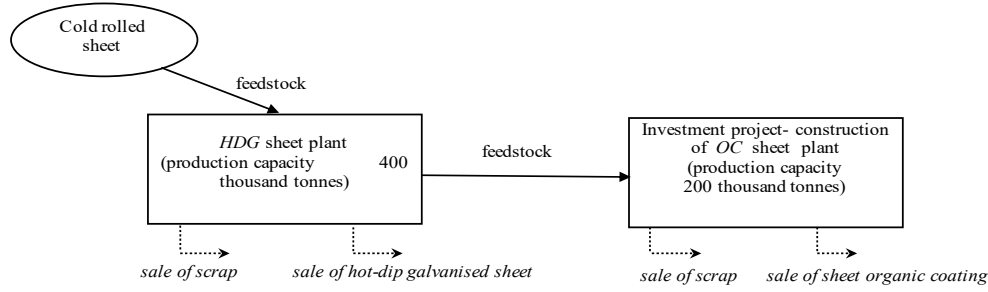 Cold rolled
sheet
feedstock
HDG sheet plant
(production capacity 400
thousand tonnes)
feedstock
Investment project- construction
of OC sheet plant
(production capacity
200 thousand tonnes)
sale of scrap
sale of hot-dip galvanised sheet
sale of scrap
sale of sheet organic coating